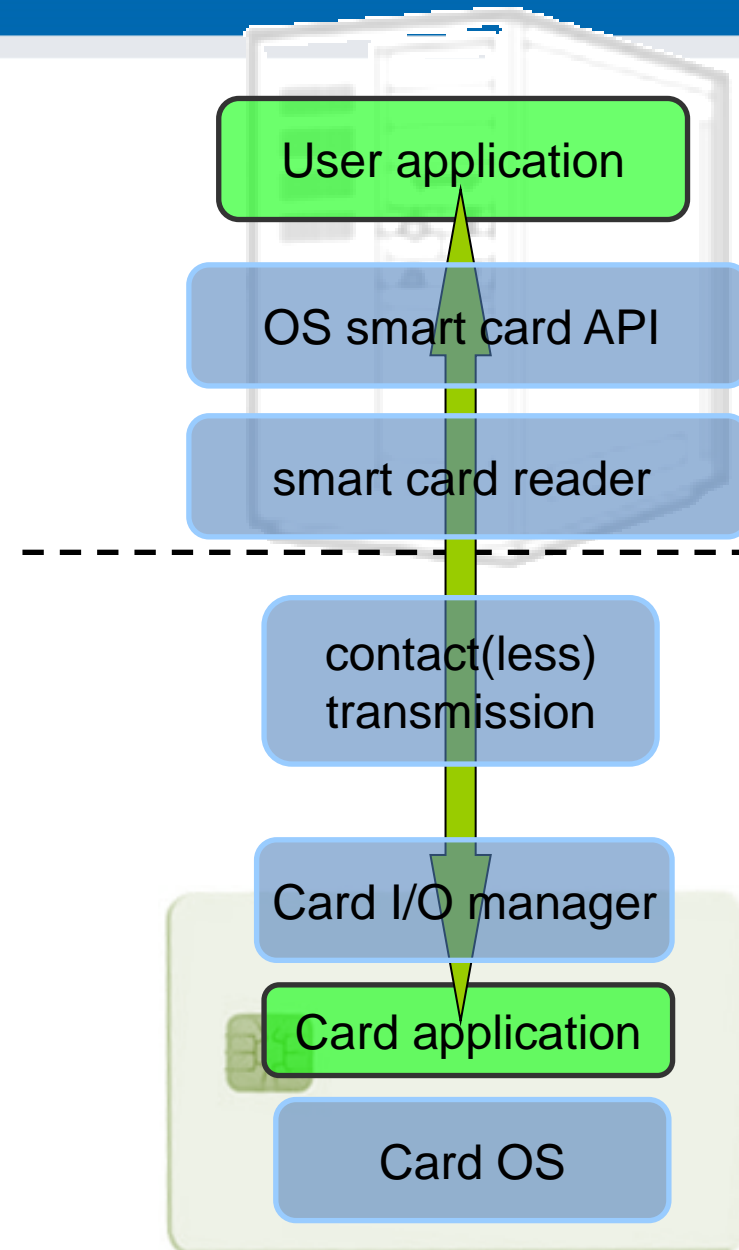 User application
OS smart card API
smart card reader
contact(less)
transmission
Card I/O manager
Card application
Card OS